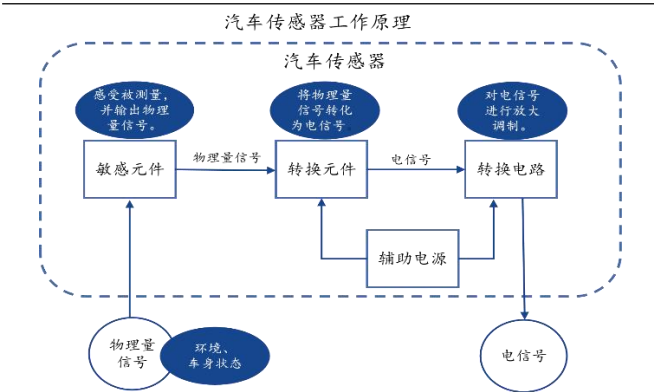 汽车传感器工作原理
汽车传感器
感受被测量，
并输出物理
量信号。
将物理量
信号转化
为电信号
对电信号
进行放大
调制。
敏感元件
物理量信号
转换元件
电信号
转换电路
辅助电源
物理量
信号
环境、
车身状态
电信号